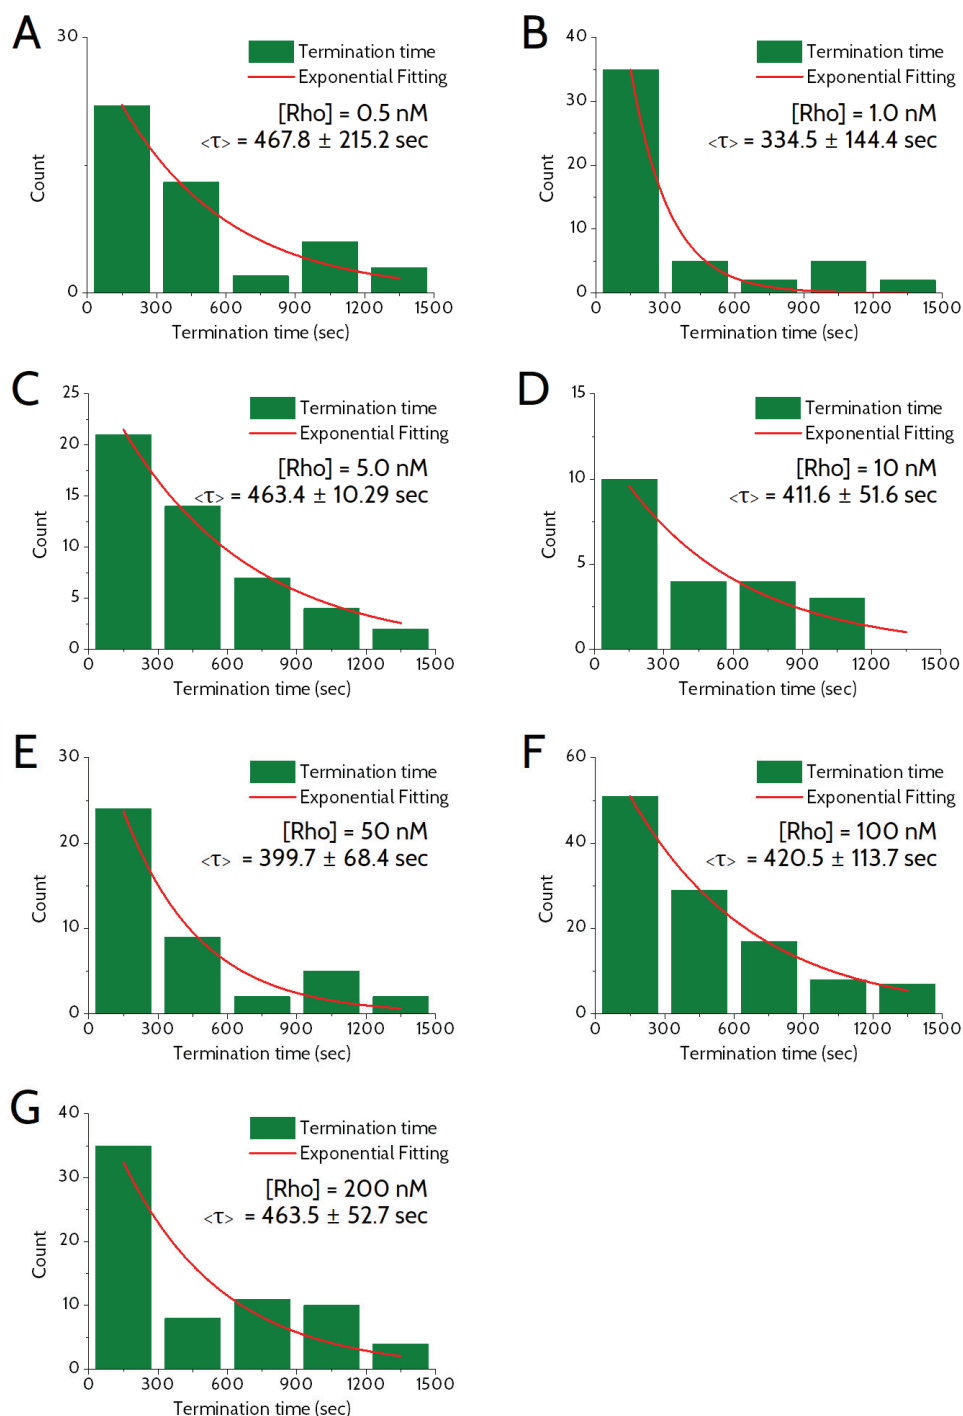 A
30
0
Count
Termination time
Exponential Fitting
[Rho] = 0.5 nM
<τ> = 467.8 ± 215.2 sec
0 300 600 900 1200 1500
Termination time (sec)
B
40
30
20
10
0
Count
Termination time
Exponential Fitting
[Rho] = 1.0 nM
<τ> = 334.5 ± 144.4 sec
0 300 600 900 1200 1500
Termination time (sec)
C
25
20
15
10
5
0
Count
Termination time
Exponential Fitting
[Rho] = 5.0 nM
<τ> = 463.4 ± 10.29 sec
0 300 600 900 1200 1500
Termination time (sec)
D
15
10
5
0
Count
Termination time
Exponential Fitting
[Rho] = 10 nM
<τ> = 411.6 ± 51.6 sec
0 300 600 900 1200 1500
Termination time (sec)
E
30
20
10
0
Count
Termination time
Exponential Fitting
[Rho] = 50 nM
<τ> = 399.7 ± 68.4 sec
0 300 600 900 1200 1500
Termination time (sec)
F
60
40
20
0
Count
Termination time
Exponential Fitting
[Rho] = 100 nM
<τ> = 420.5 ± 113.7 sec
0 300 600 900 1200 1500
Termination time (sec)
G
40
30
20
10
0
Count
Termination time
Exponential Fitting
[Rho] = 200 nM
<τ> = 463.5 ± 52.7 sec
0 300 600 900 1200 1500
Termination time (sec)